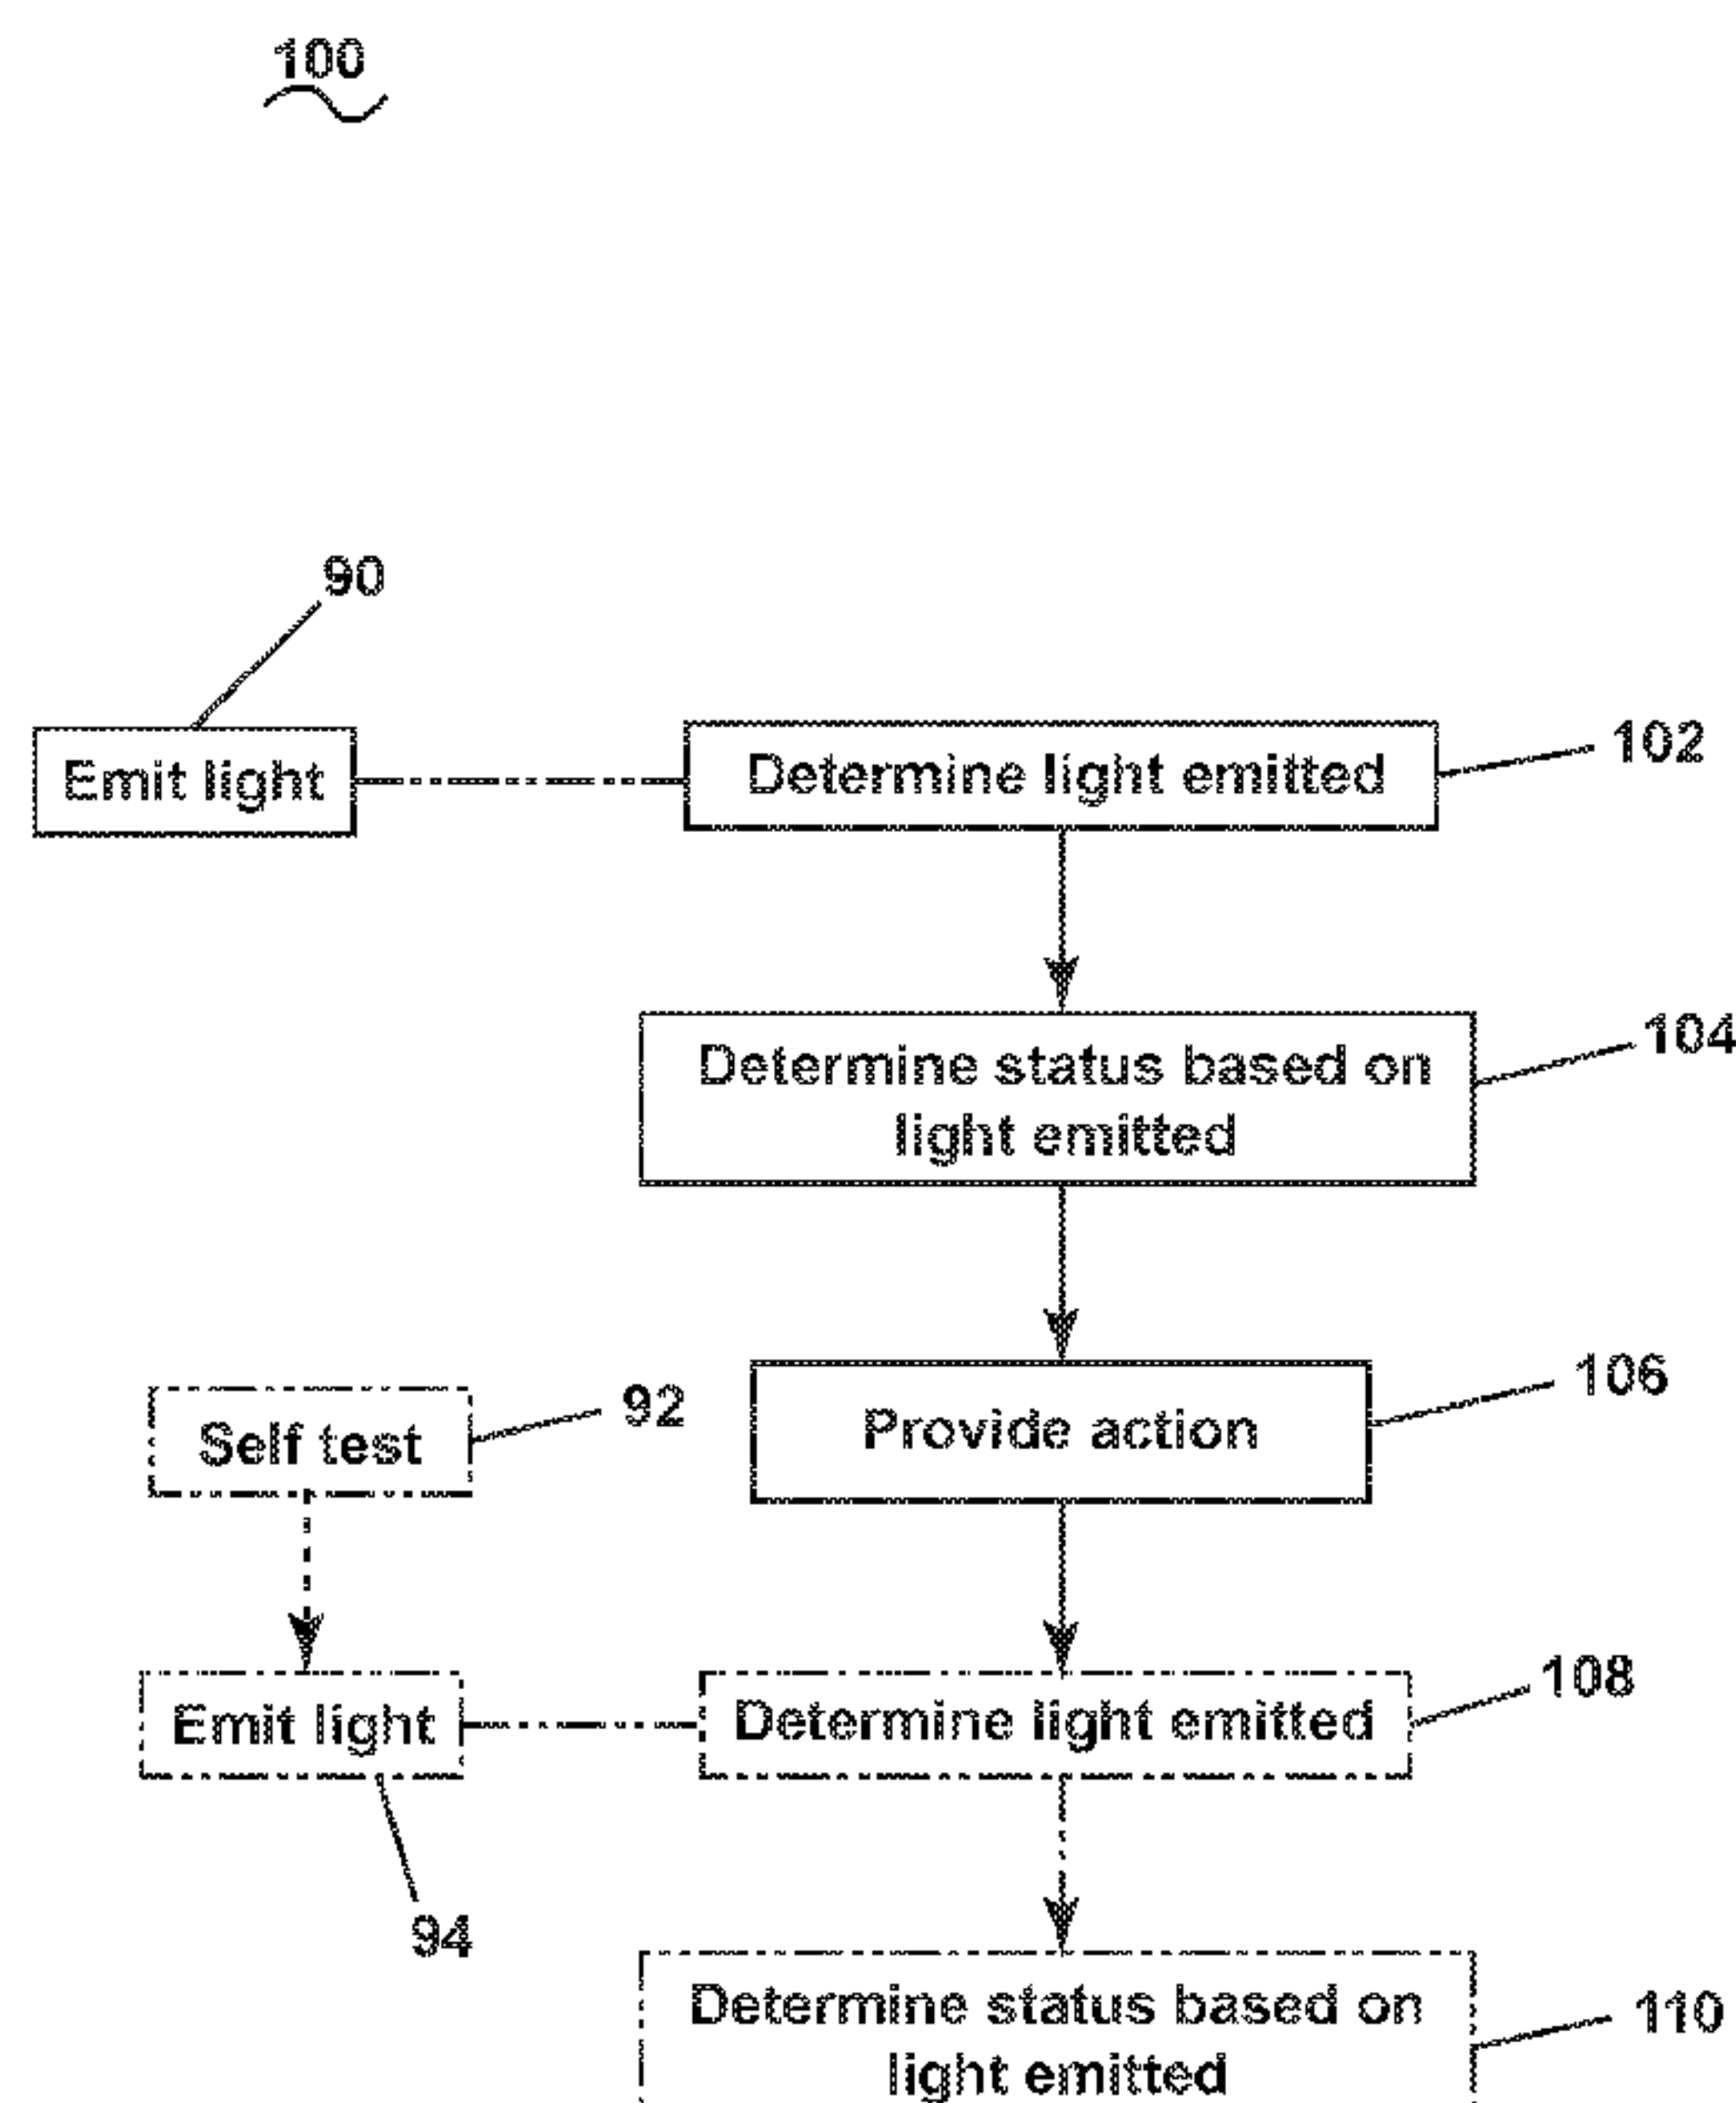 100
90
Emit light
Determine light emitted
102
Determine status based on
light emitted
104
Self test
92
Provide action
106
Emit light
Determine light emitted
108
94
Determine status based on
light emitted
110